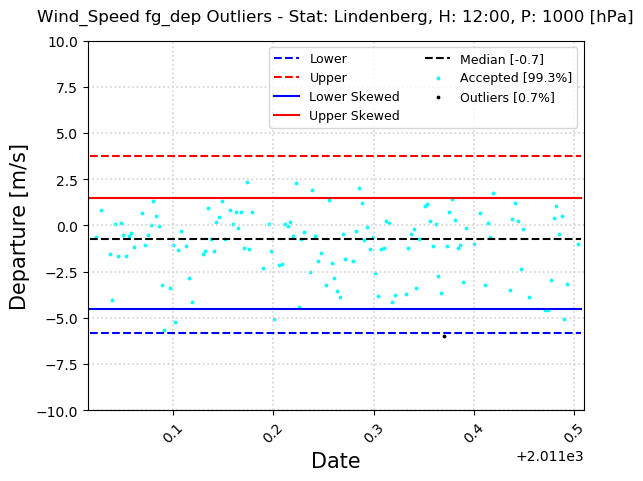 Wind_Speed fg_dep Outliers - Stat: Lindenberg, H: 12:00, P: 1000 [hPa]
Lower
Upper
Lower Skewed
Upper Skewed
Median [-0.7]
Accepted [99.3%]
Outliers [0.7%]
Departure [m/s]
10.0
7.5
5.0
2.5
0.0
−2.5
−5.0
−7.5
−10.0
0.1
0.2
0.3
0.4
0.5
+2.011e3
Date